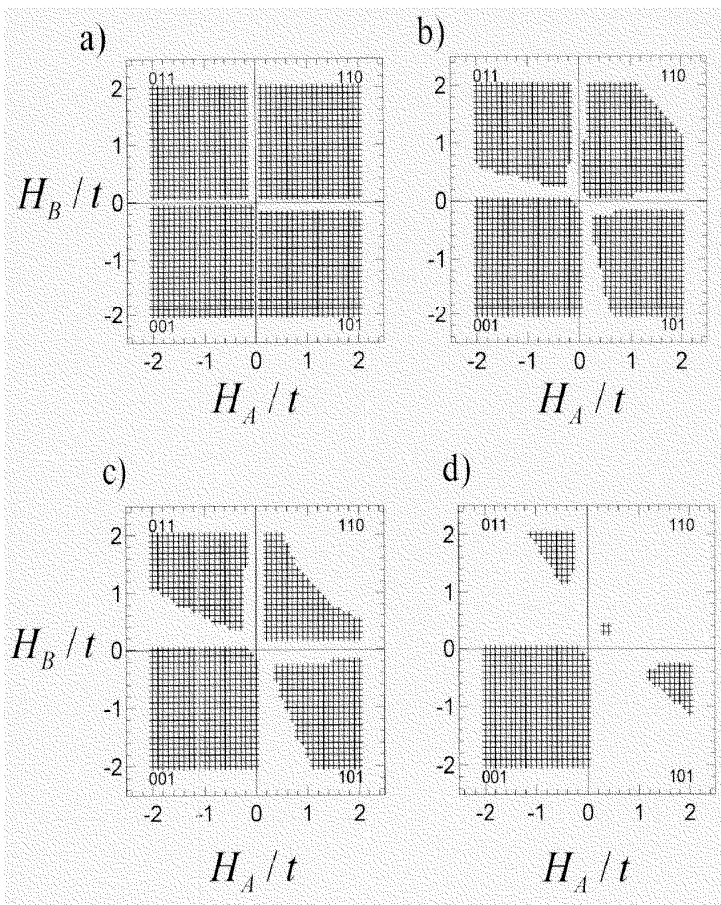 a) b)
011 110 011 110
2 2
1 1
H_B / t 0 0
-1 -1
-2 -2
001 101 001 101
-2 -1 0 1 2 -2 -1 0 1 2
H_A / t H_A / t
c) d)
011 110 011 110
2 2
1 1
H_B / t 0 0
-1 -1
-2 -2
001 101 001 101
-2 -1 0 1 2 -2 -1 0 1 2
H_A / t H_A / t